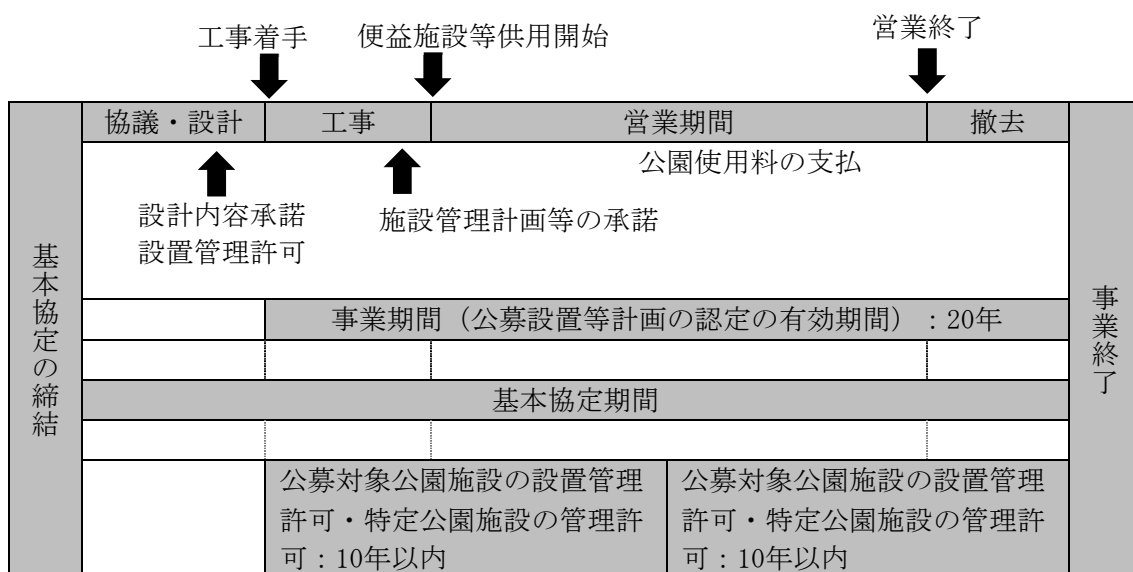 工事着手
便益施設等供用開始
営業終了
基本協定の締結
協議・設計
工事
営業期間
撤去
事業終了
公園使用料の支払
設計内容承諾
設置管理許可
施設管理計画等の承諾
事業期間（公募設置等計画の認定の有効期間）：20年
基本協定期間
公募対象公園施設の設置管理
許可・特定公園施設の管理許
可：10年以内
公募対象公園施設の設置管理
許可・特定公園施設の管理許
可：10年以内